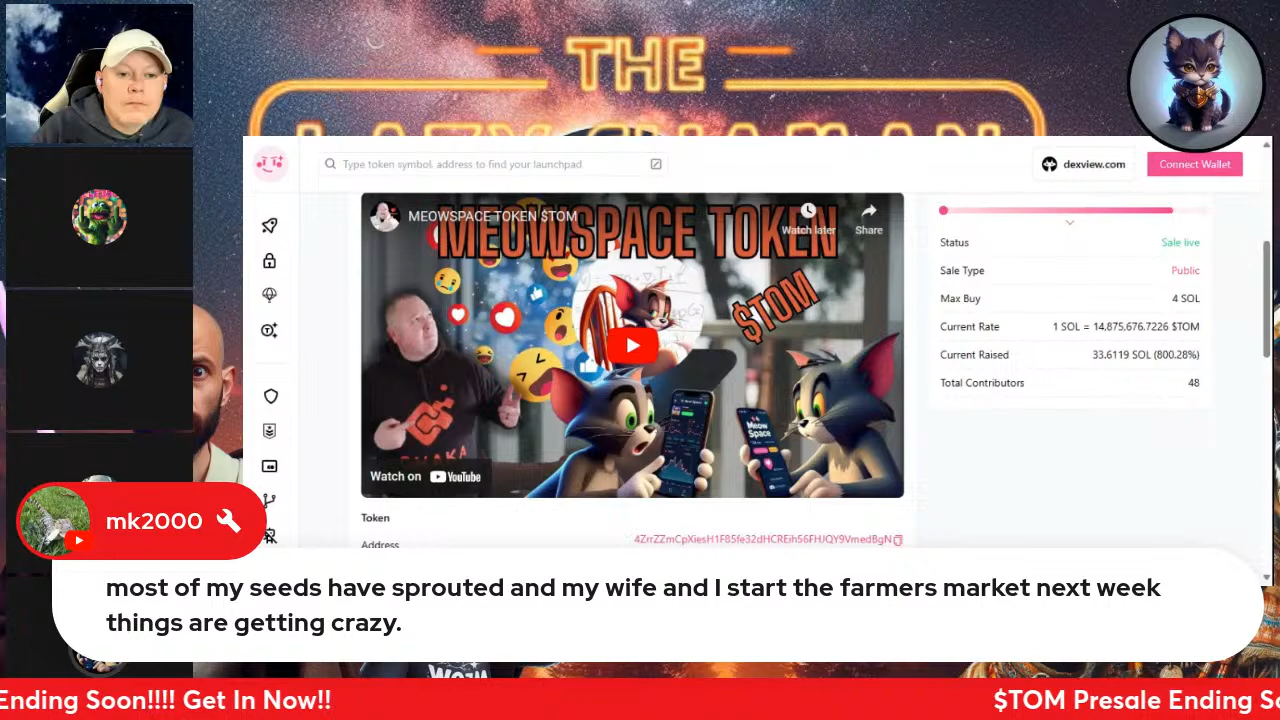 THE
Type token symbol, address to find your launchpad
dexview.com
Connect Wallet
MEOWSPACE TOKEN $TOM
MEOWSPACE TOKEN
$TOM
Watch later
Share
Meow
Space
Watch on YouTube
Status
Sale live
Sale Type
Public
Max Buy
4 SOL
Current Rate
1 SOL = 14,875,676.7226 $TOM
Current Raised
33.6119 SOL (800.28%)
Total Contributors
48
Token
Address
4ZrrZZmCpXiesH1F85fe32dHCREih56FHJQY9VmedBgN
mk2000
most of my seeds have sprouted and my wife and I start the farmers market next week
things are getting crazy.
Ending Soon!!!! Get In Now!!
$TOM Presale Ending So